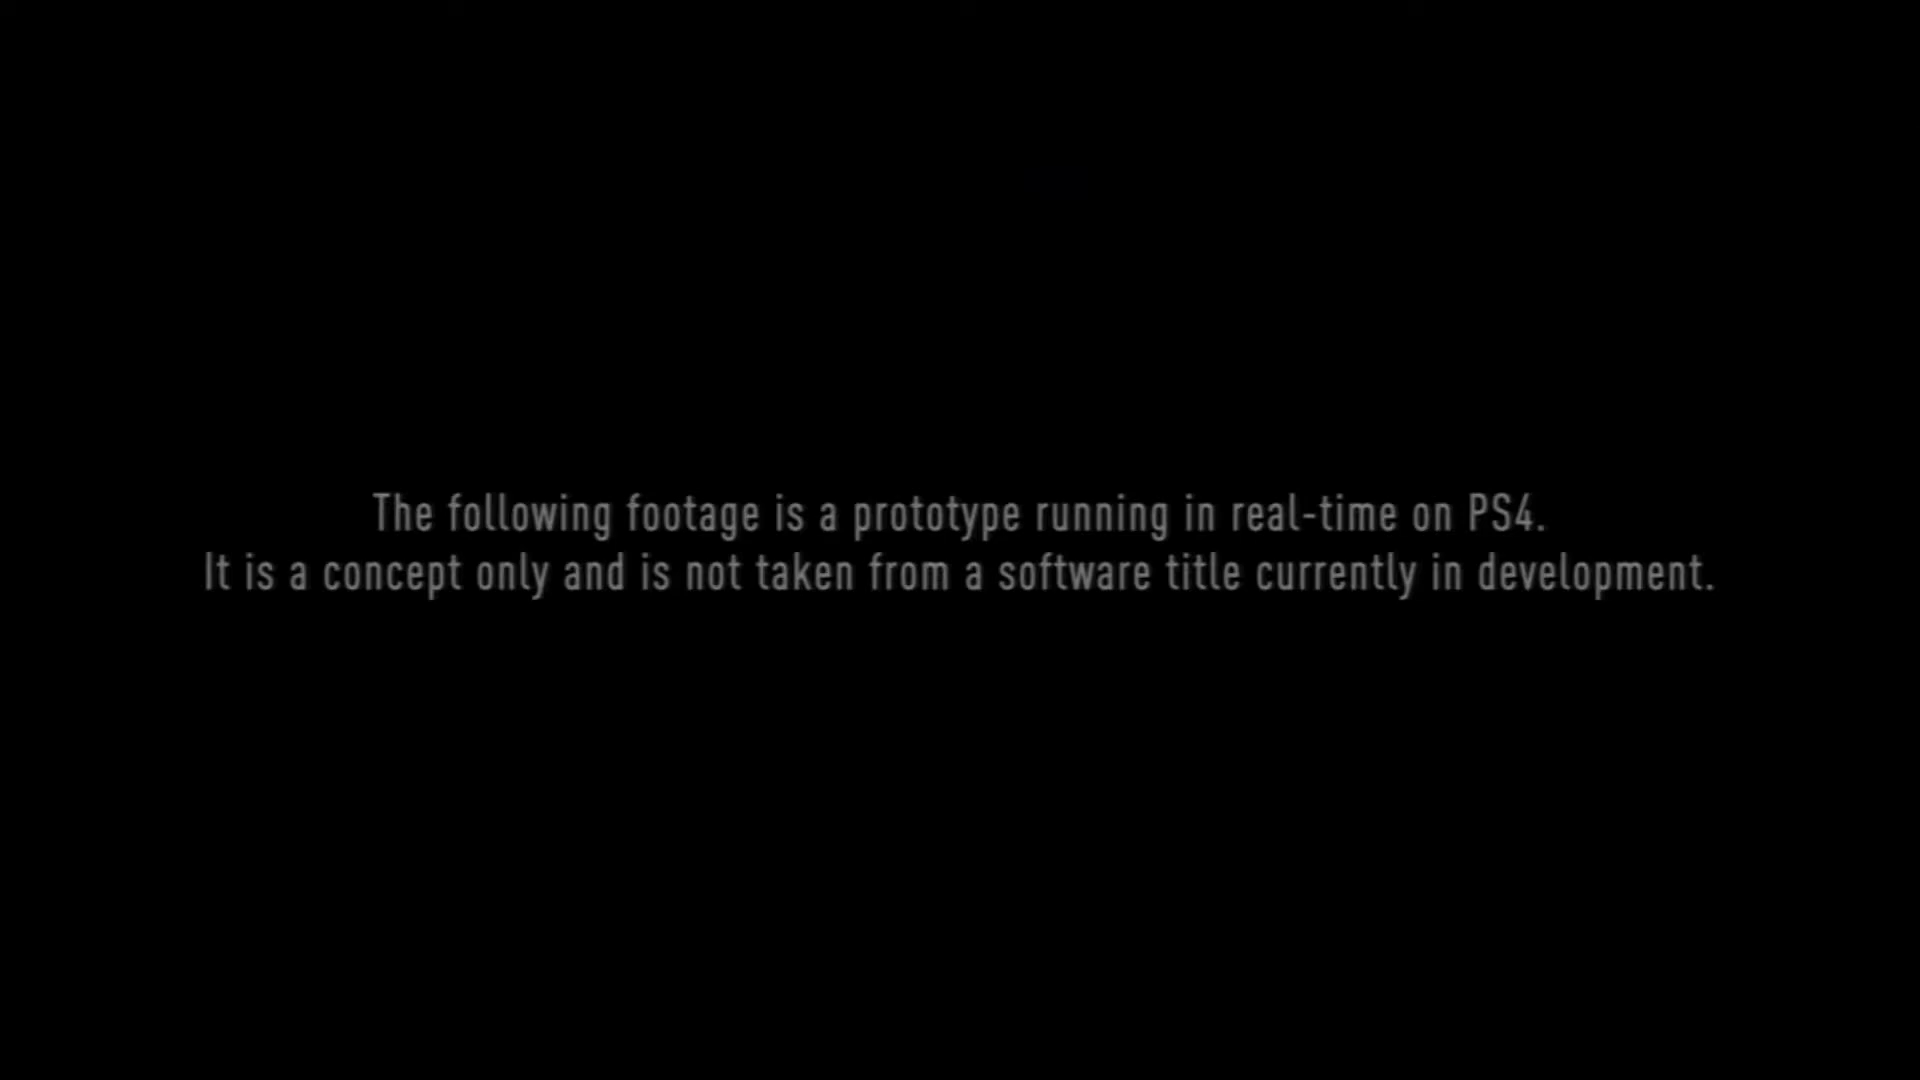 The following footage is a prototype running in real-time on PS4.
It is a concept only and is not taken from a software title currently in development.